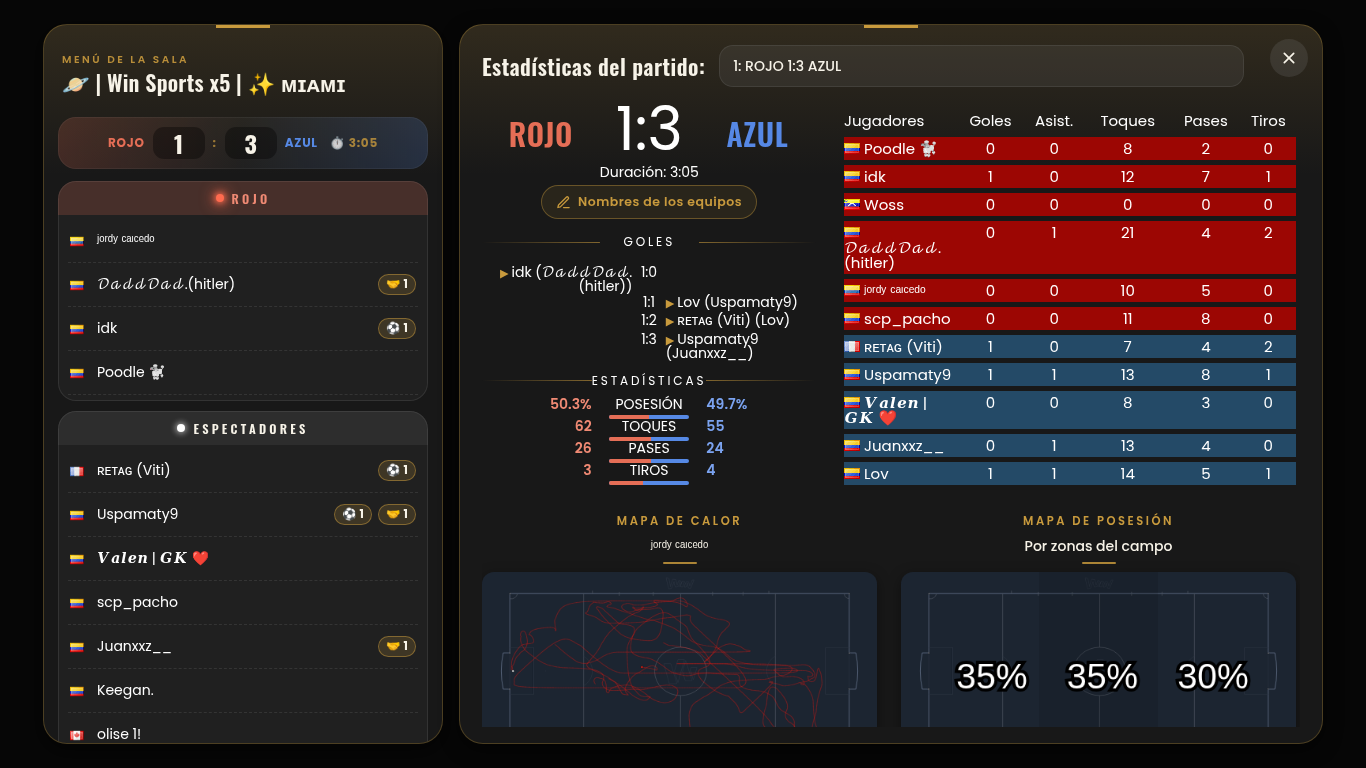 MENÚ DE LA SALA
🪐 | Win Sports x5 | ✨ ᴍɪᴀᴍɪ
ROJO 1 : 3 AZUL ⏱️ 3:05
ROJO
jordy caıcedo
𝓓𝓪𝓭𝓭𝓓𝓪𝓭.(hitler) 🤝 1
idk ⚽ 1
Poodle 🐩
ESPECTADORES
ʀᴇᴛᴀɢ (Viti) ⚽ 1
Uspamaty9 ⚽ 1 🤝 1
𝑽𝒂𝒍𝒆𝒏 | 𝑮𝑲 ❤️
scp_pacho
Juanxxz__ 🤝 1
Keegan.
olise 1!
Estadísticas del partido: 1: ROJO 1:3 AZUL ✕
ROJO 1:3 AZUL
Duración: 3:05
Nombres de los equipos
GOLES
▶ idk (𝓓𝓪𝓭𝓭𝓓𝓪𝓭. 1:0
(hitler))
1:1 ▶ Lov (Uspamaty9)
1:2 ▶ ʀᴇᴛᴀɢ (Viti) (Lov)
1:3 ▶ Uspamaty9
(Juanxxz__)
ESTADÍSTICAS
50.3% POSESIÓN 49.7%
62 TOQUES 55
26 PASES 24
3 TIROS 4
Jugadores Goles Asist. Toques Pases Tiros
Poodle 🐩 0 0 8 2 0
idk 1 0 12 7 1
Woss 0 0 0 0 0
𝓓𝓪𝓭𝓭𝓓𝓪𝓭. 0 1 21 4 2
(hitler)
jordy caıcedo 0 0 10 5 0
scp_pacho 0 0 11 8 0
ʀᴇᴛᴀɢ (Viti) 1 0 7 4 2
Uspamaty9 1 1 13 8 1
𝑽𝒂𝒍𝒆𝒏 | 0 0 8 3 0
𝑮𝑲 ❤️
Juanxxz__ 0 1 13 4 0
Lov 1 1 14 5 1
MAPA DE CALOR
jordy caıcedo
MAPA DE POSESIÓN
Por zonas del campo
35% 35% 30%